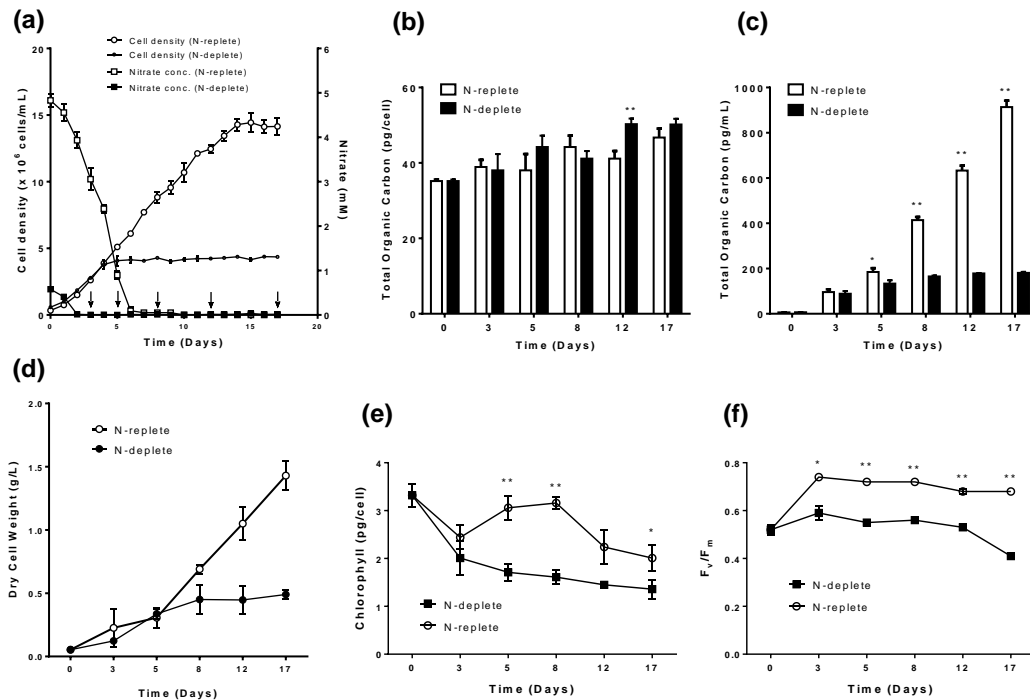 (a)
Cell density (N-replete)
Cell density (N-deplete)
Nitrate conc. (N-replete)
Nitrate conc. (N-deplete)
20
15
10
5
0
Cell density (x 10⁶ cells/mL)
6
5
4
3
2
1
0
Nitrate (mM)
0 5 10 15 20
Time (Days)
(b)
N-replete
N-deplete
60
40
20
0
Total Organic Carbon (pg/cell)
**
0 3 5 8 12 17
Time (Days)
(c)
N-replete
N-deplete
1000
800
600
400
200
0
Total Organic Carbon (pg/mL)
*
**
**
**
0 3 5 8 12 17
Time (Days)
(d)
N-replete
N-deplete
2.0
1.5
1.0
0.5
0.0
Dry Cell Weight (g/L)
0 3 5 8 12 17
Time (Days)
(e)
4
3
2
1
0
Chlorophyll (pg/cell)
** ** *
N-deplete
N-replete
0 3 5 8 12 17
Time (Days)
(f)
0.8
0.6
0.4
0.2
0.0
Fv/Fm
* ** ** ** **
N-deplete
N-replete
0 3 5 8 12 17
Time (Days)